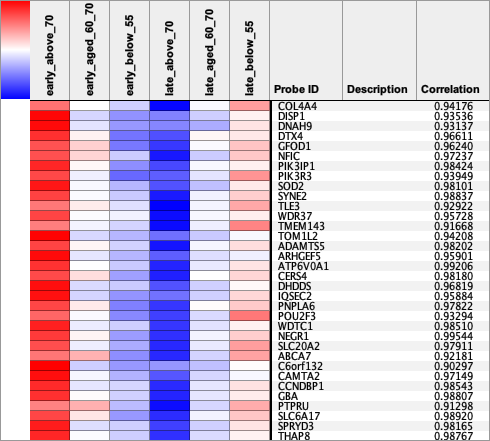 early_above_70
early_aged_60_70
early_below_55
late_above_70
late_aged_60_70
late_below_55
Probe ID Description Correlation
COL4A4 0.94176
DISP1 0.93536
DNAH9 0.93137
DTX4 0.96611
GFOD1 0.96240
NFIC 0.97237
PIK3IP1 0.98424
PIK3R3 0.93949
SOD2 0.98101
SYNE2 0.98837
TLE3 0.92922
WDR37 0.95728
TMEM143 0.91668
TOM1L2 0.94208
ADAMTS5 0.98202
ARHGEF5 0.95901
ATP6V0A1 0.99206
CERS4 0.98180
DHDDS 0.96819
IQSEC2 0.95884
PNPLA6 0.97822
POU2F3 0.93294
WDTC1 0.98510
NEGR1 0.99544
SLC20A2 0.97911
ABCA7 0.92181
C6orf132 0.90297
CAMTA2 0.97149
CCNDBP1 0.98543
GBA 0.98807
PTPRU 0.91298
SLC6A17 0.98920
SPRYD3 0.98165
THAP8 0.98767